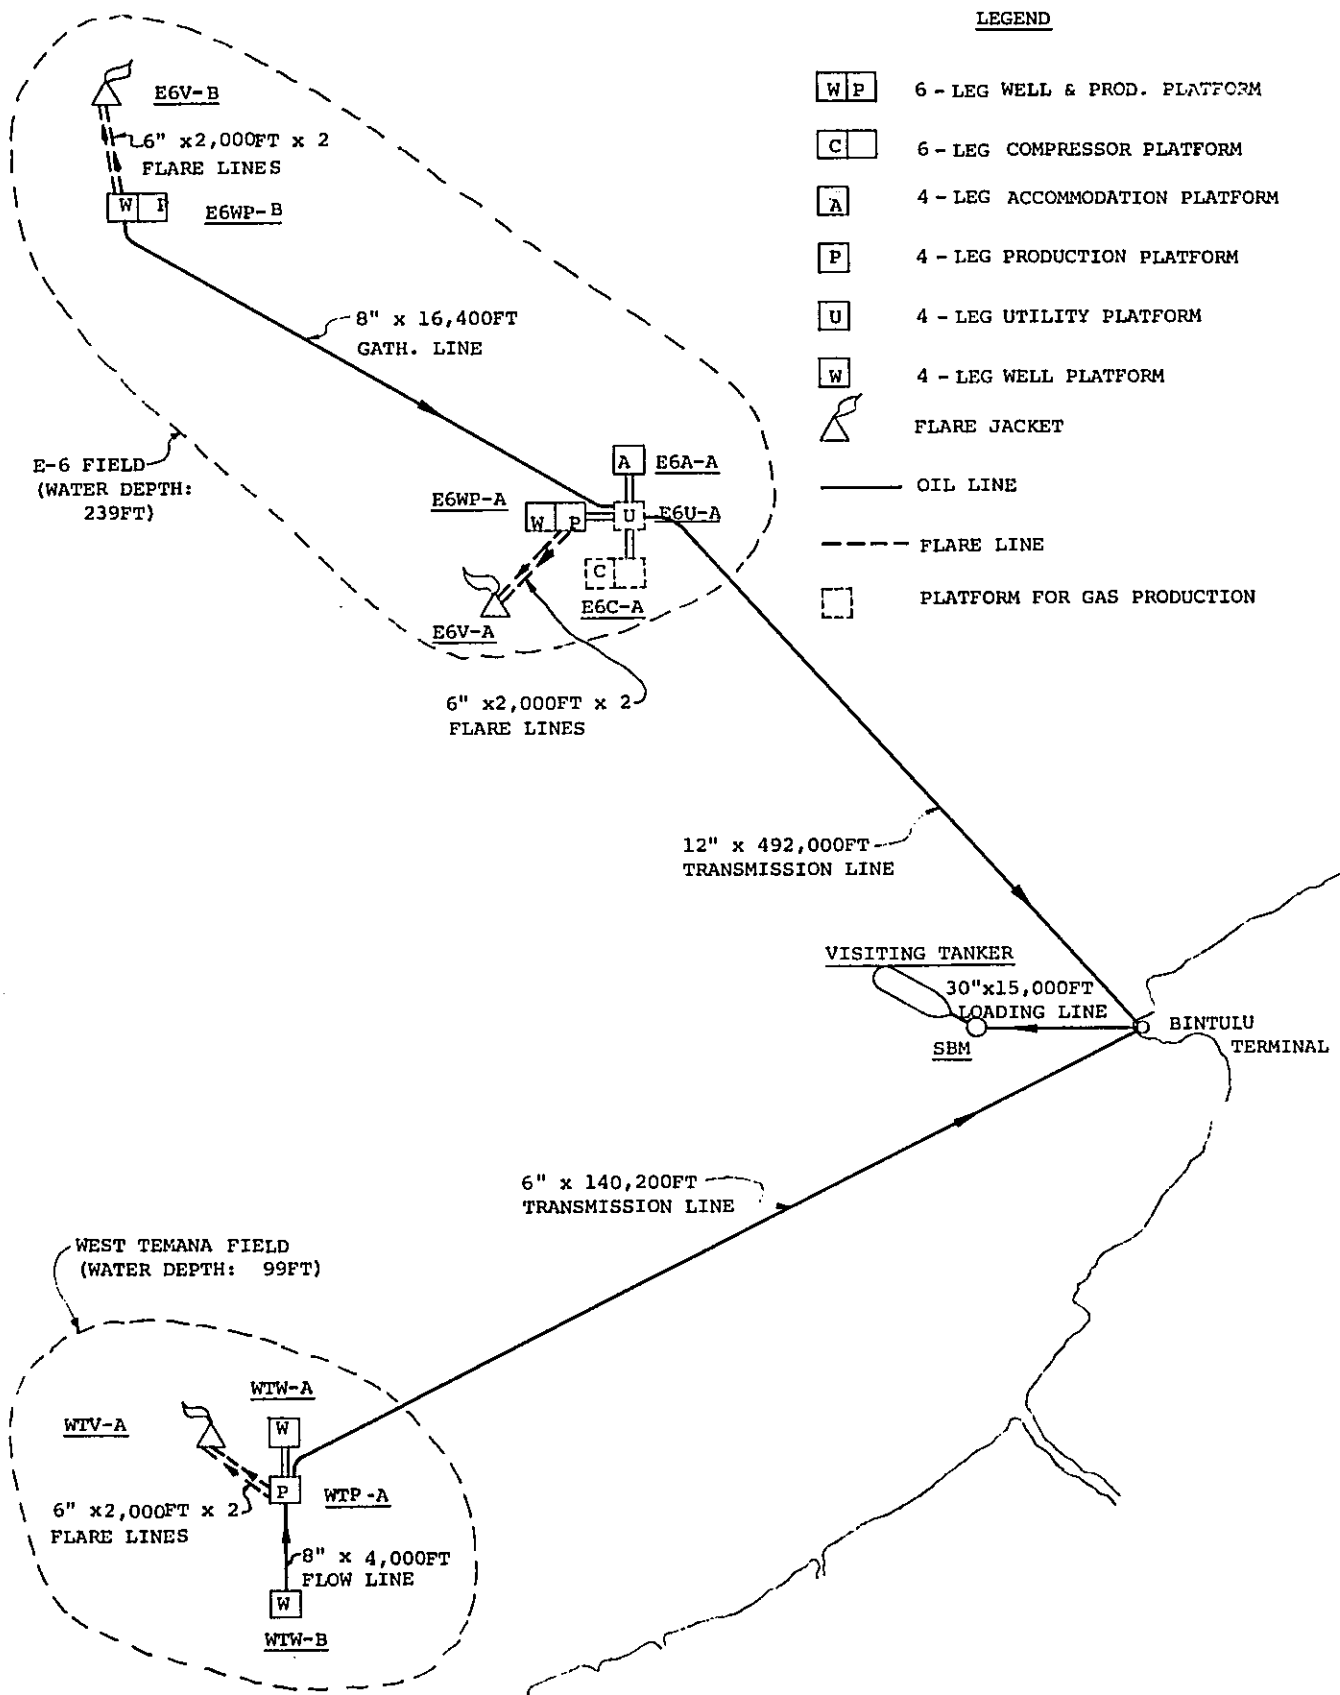 LEGEND
W P 6 - LEG WELL & PROD. PLATFORM
C 6 - LEG COMPRESSOR PLATFORM
A 4 - LEG ACCOMMODATION PLATFORM
P 4 - LEG PRODUCTION PLATFORM
U 4 - LEG UTILITY PLATFORM
W 4 - LEG WELL PLATFORM
FLARE JACKET
OIL LINE
FLARE LINE
PLATFORM FOR GAS PRODUCTION
E6V-B
6" x2,000FT x 2
FLARE LINES
W P
E6WP-B
8" x 16,400FT
GATH. LINE
E-6 FIELD
(WATER DEPTH:
239FT)
A E6A-A
E6WP-A
W P U E6U-A
C
E6C-A
E6V-A
6" x2,000FT x 2
FLARE LINES
12" x 492,000FT
TRANSMISSION LINE
VISITING TANKER
30"x15,000FT
LOADING LINE
SBM
BINTULU
TERMINAL
6" x 140,200FT
TRANSMISSION LINE
WEST TEMANA FIELD
(WATER DEPTH: 99FT)
WTW-A
WTV-A
W
P WTP-A
6" x2,000FT x 2
FLARE LINES
8" x 4,000FT
FLOW LINE
W
WTW-B